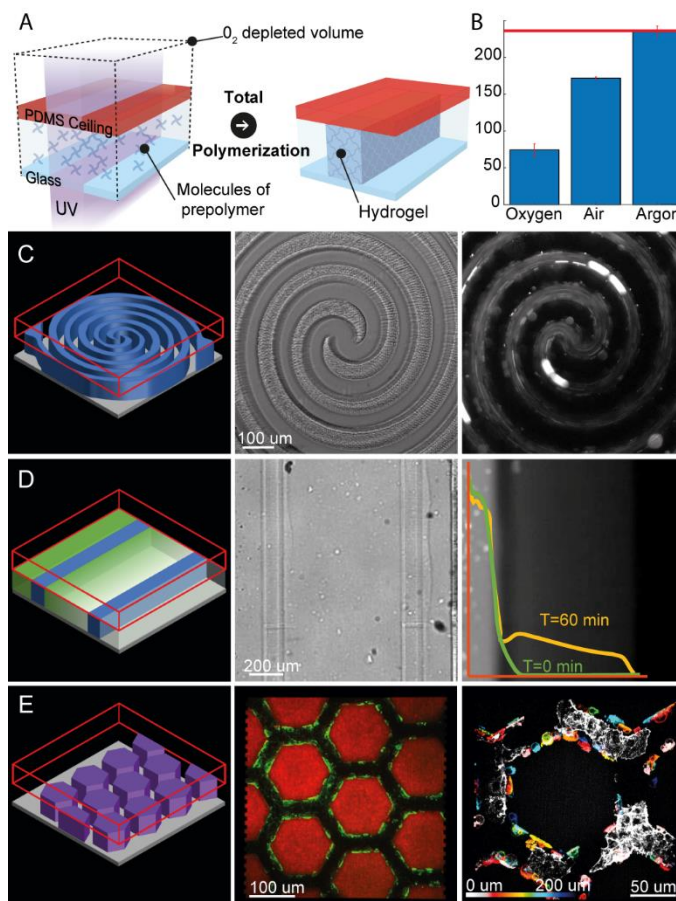 A
O2 depleted volume
PDMS Ceiling
Glass
UV
Molecules of
prepolymer
Total
Polymerization
Hydrogel
B
200
150
100
50
0
Oxygen Air Argon
C
100 um
D
200 um
T=60 min
T=0 min
E
100 um
0 um 200 um 50 um